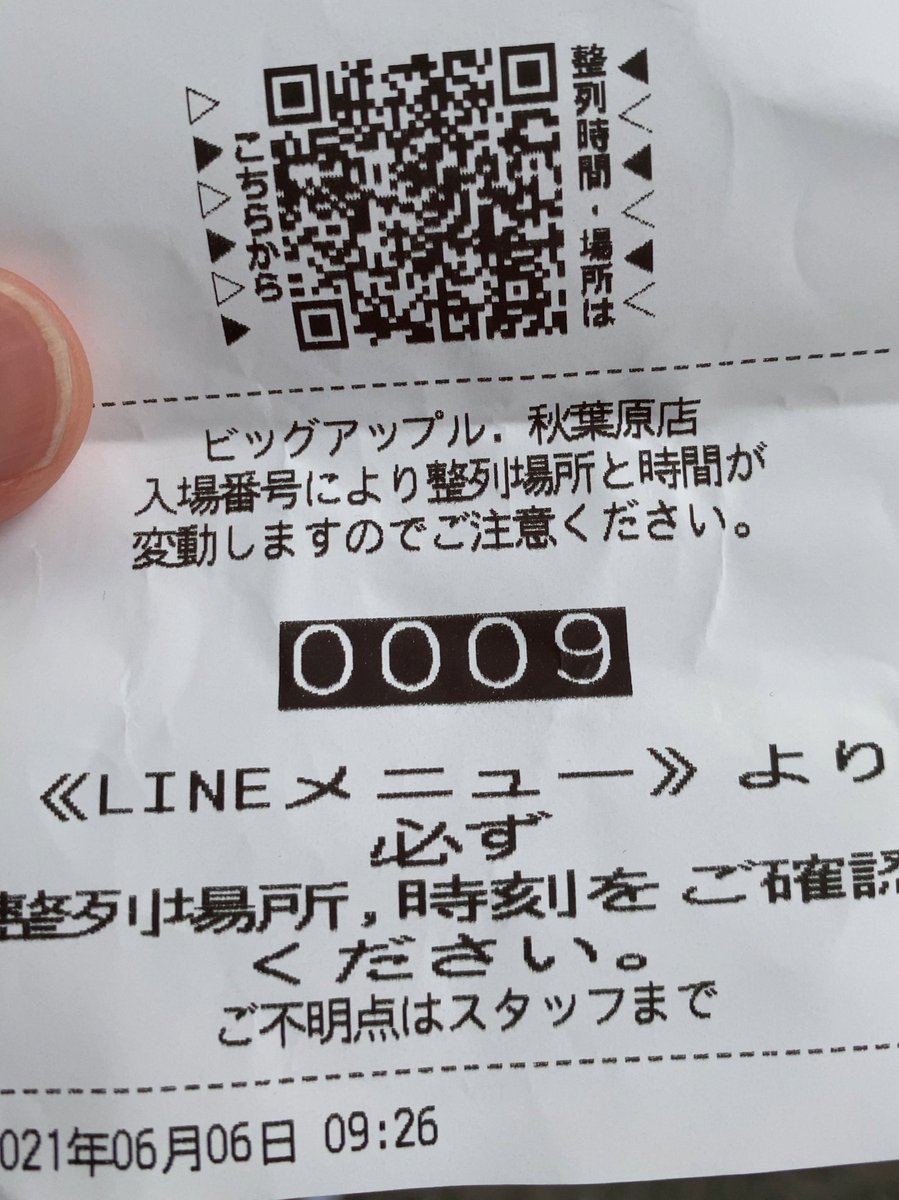 整列時間・場所は
こちらから
ビッグアップル. 秋葉原店
入場番号により整列場所と時間が
変動しますのでご注意ください。
0009
≪LINEメニュー≫より
必ず
整列場所,時刻をご確認
ください。
ご不明点はスタッフまで
021年06月06日 09:26